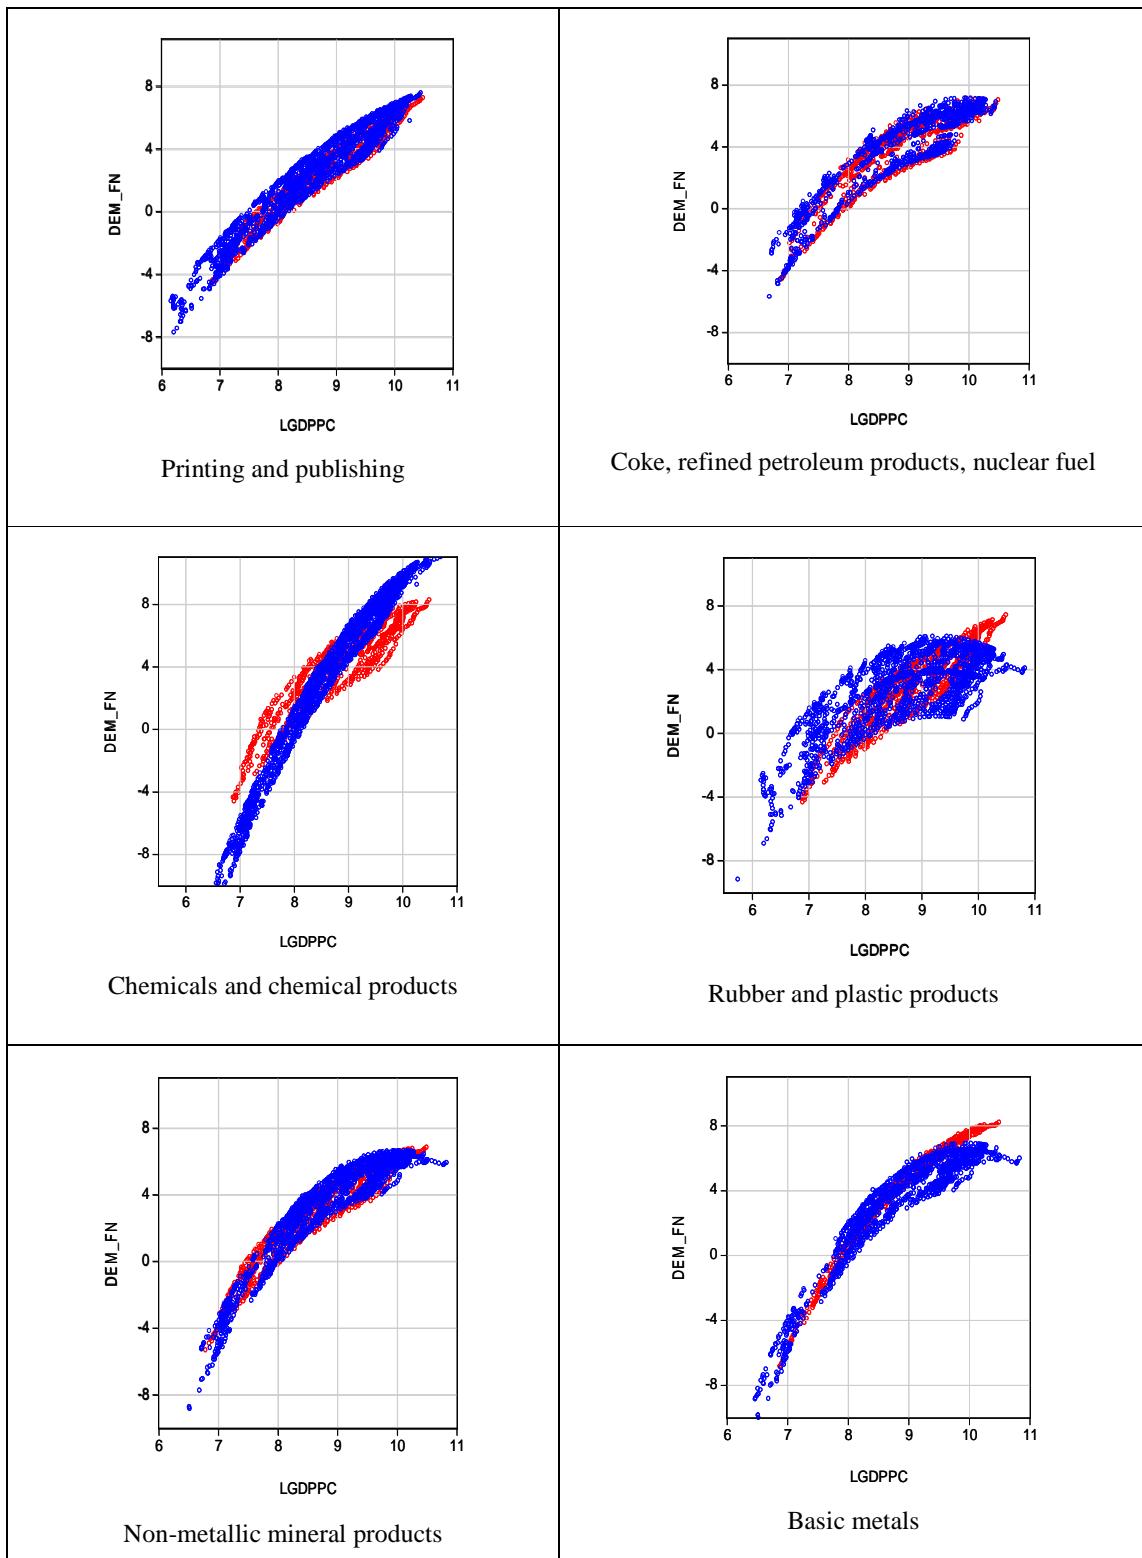 8
4
0
-4
-8
DEM_FN
6 7 8 9 10 11
LGDPPC
Printing and publishing
8
4
0
-4
-8
DEM_FN
6 7 8 9 10 11
LGDPPC
Coke, refined petroleum products, nuclear fuel
8
4
0
-4
-8
DEM_FN
6 7 8 9 10 11
LGDPPC
Chemicals and chemical products
8
4
0
-4
-8
DEM_FN
6 7 8 9 10 11
LGDPPC
Rubber and plastic products
8
4
0
-4
-8
DEM_FN
6 7 8 9 10 11
LGDPPC
Non-metallic mineral products
8
4
0
-4
-8
DEM_FN
6 7 8 9 10 11
LGDPPC
Basic metals